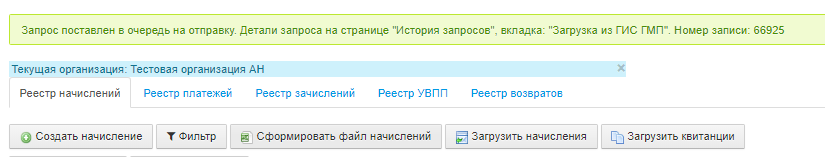 Запрос поставлен в очередь на отправку. Детали запроса на странице "История запросов", вкладка: "Загрузка из ГИС ГМП". Номер записи: 66925
Текущая организация: Тестовая организация АН
Реестр начислений Реестр платежей Реестр зачислений Реестр УВПП Реестр возвратов
Создать начисление Фильтр Сформировать файл начислений Загрузить начисления Загрузить квитанции